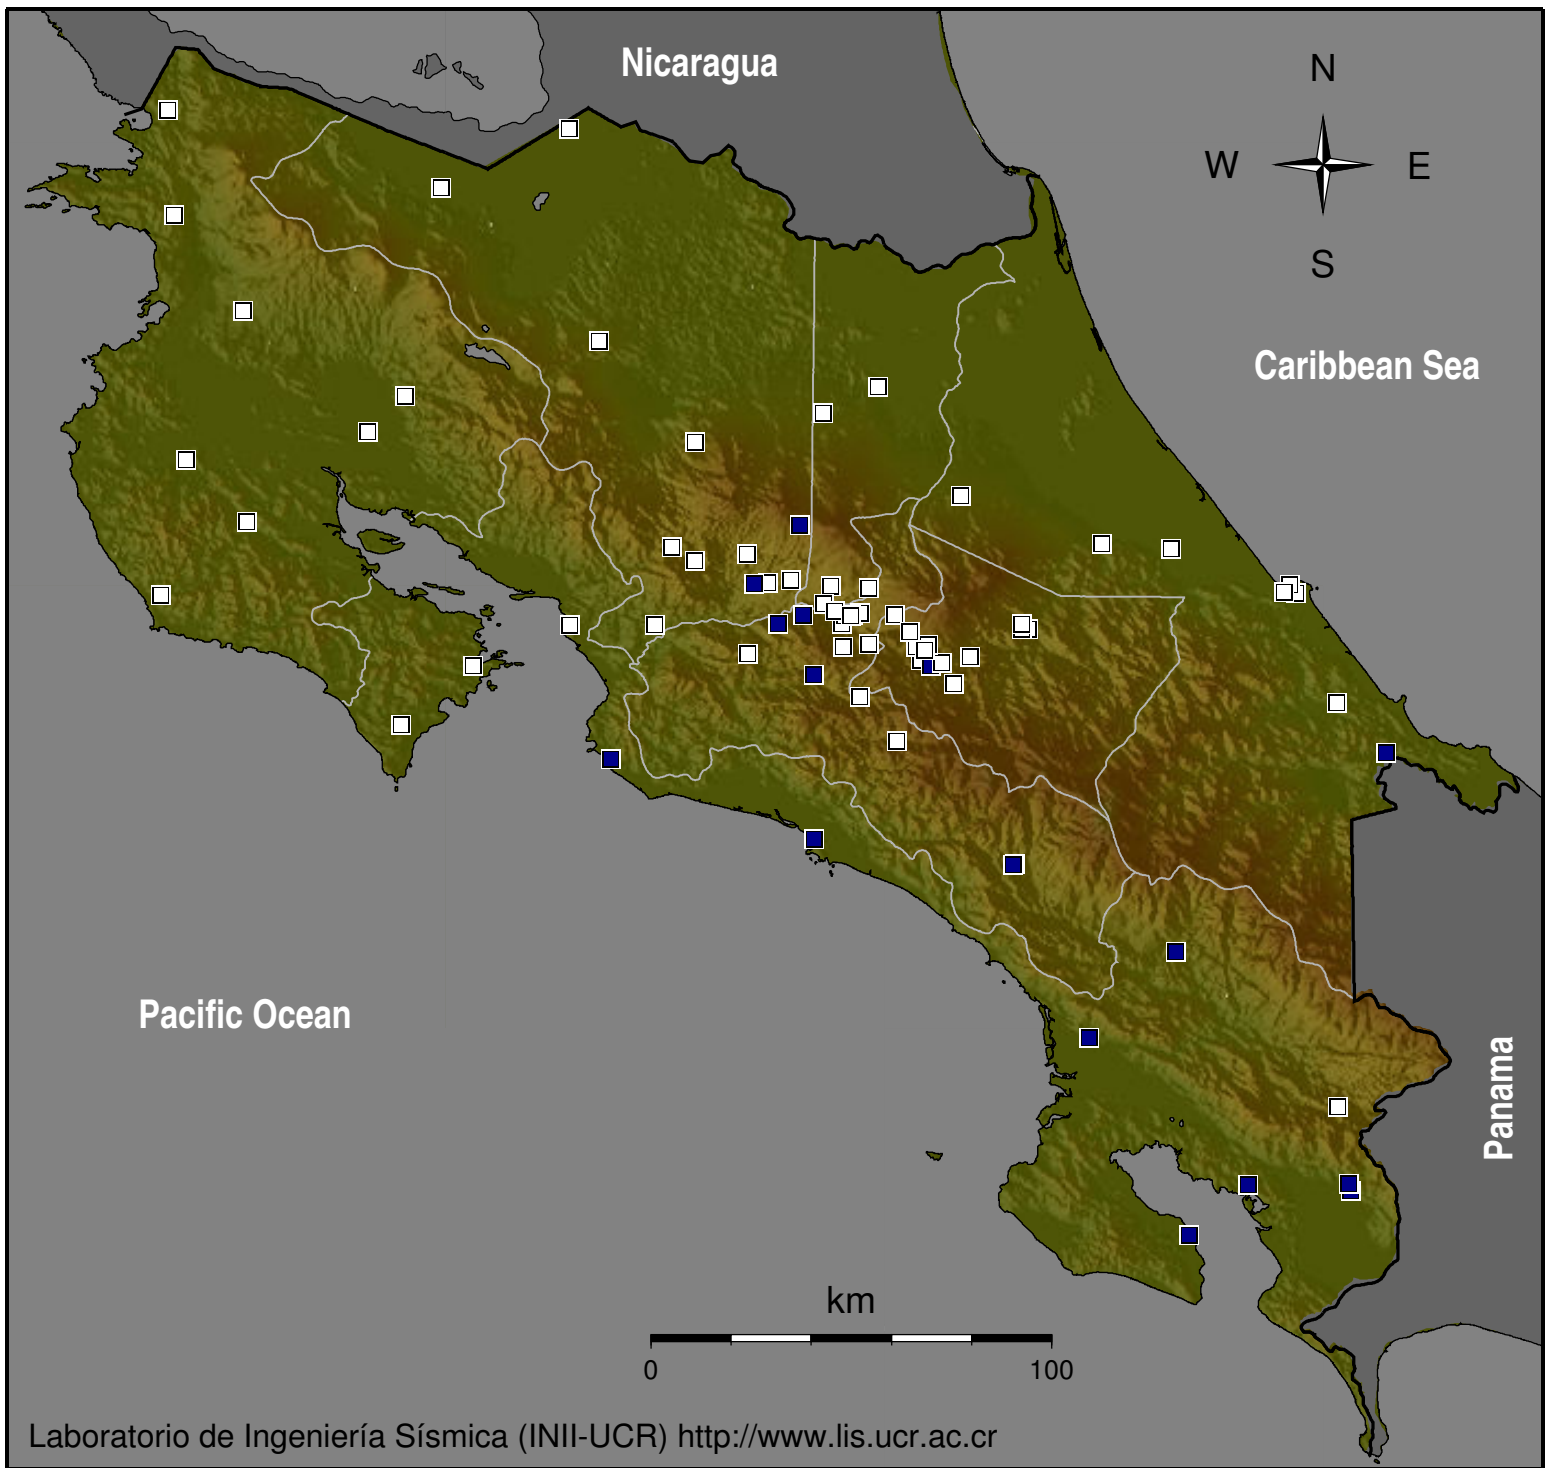 Nicaragua
N
W E
S
Caribbean Sea
Pacific Ocean
Panama
km
0 100
Laboratorio de Ingeniería Sísmica (INII-UCR) http://www.lis.ucr.ac.cr